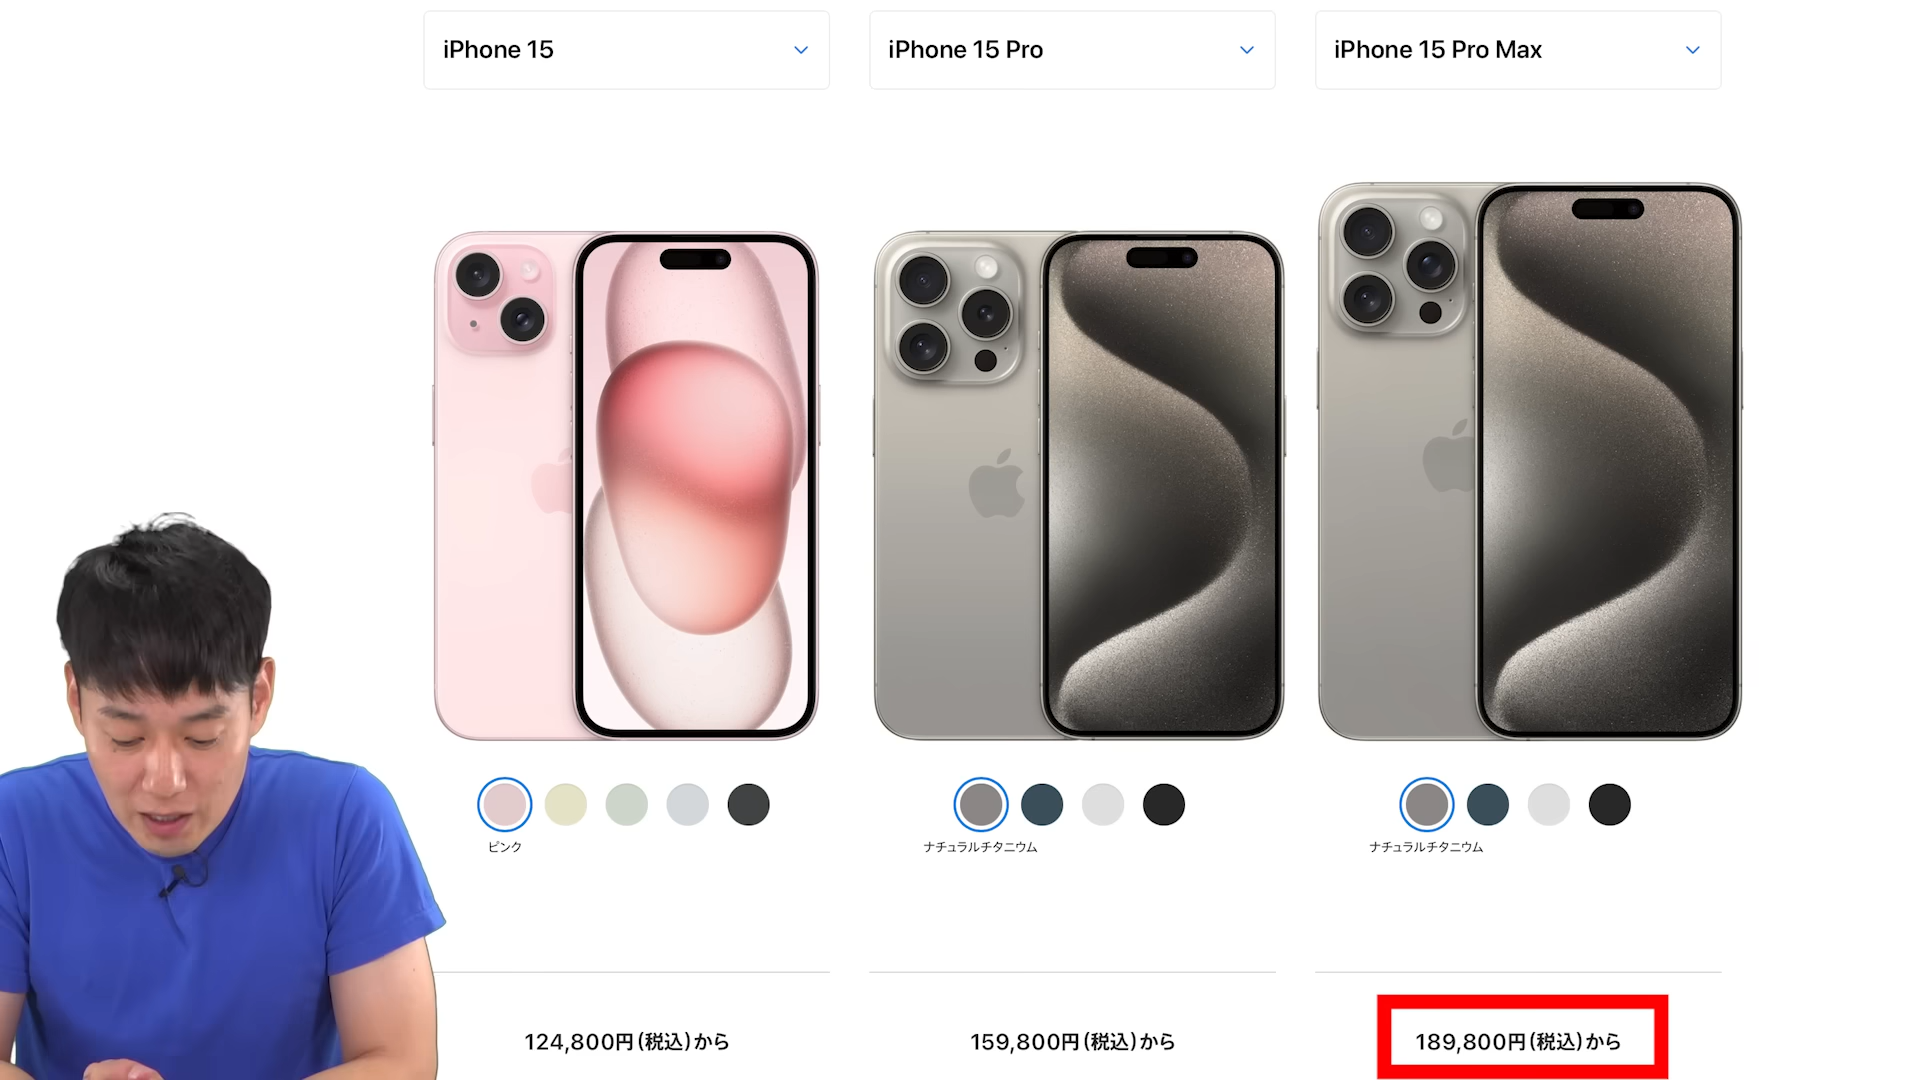 iPhone 15
iPhone 15 Pro
iPhone 15 Pro Max
ピンク
ナチュラルチタニウム
ナチュラルチタニウム
124,800円(税込)から
159,800円(税込)から
189,800円(税込)から